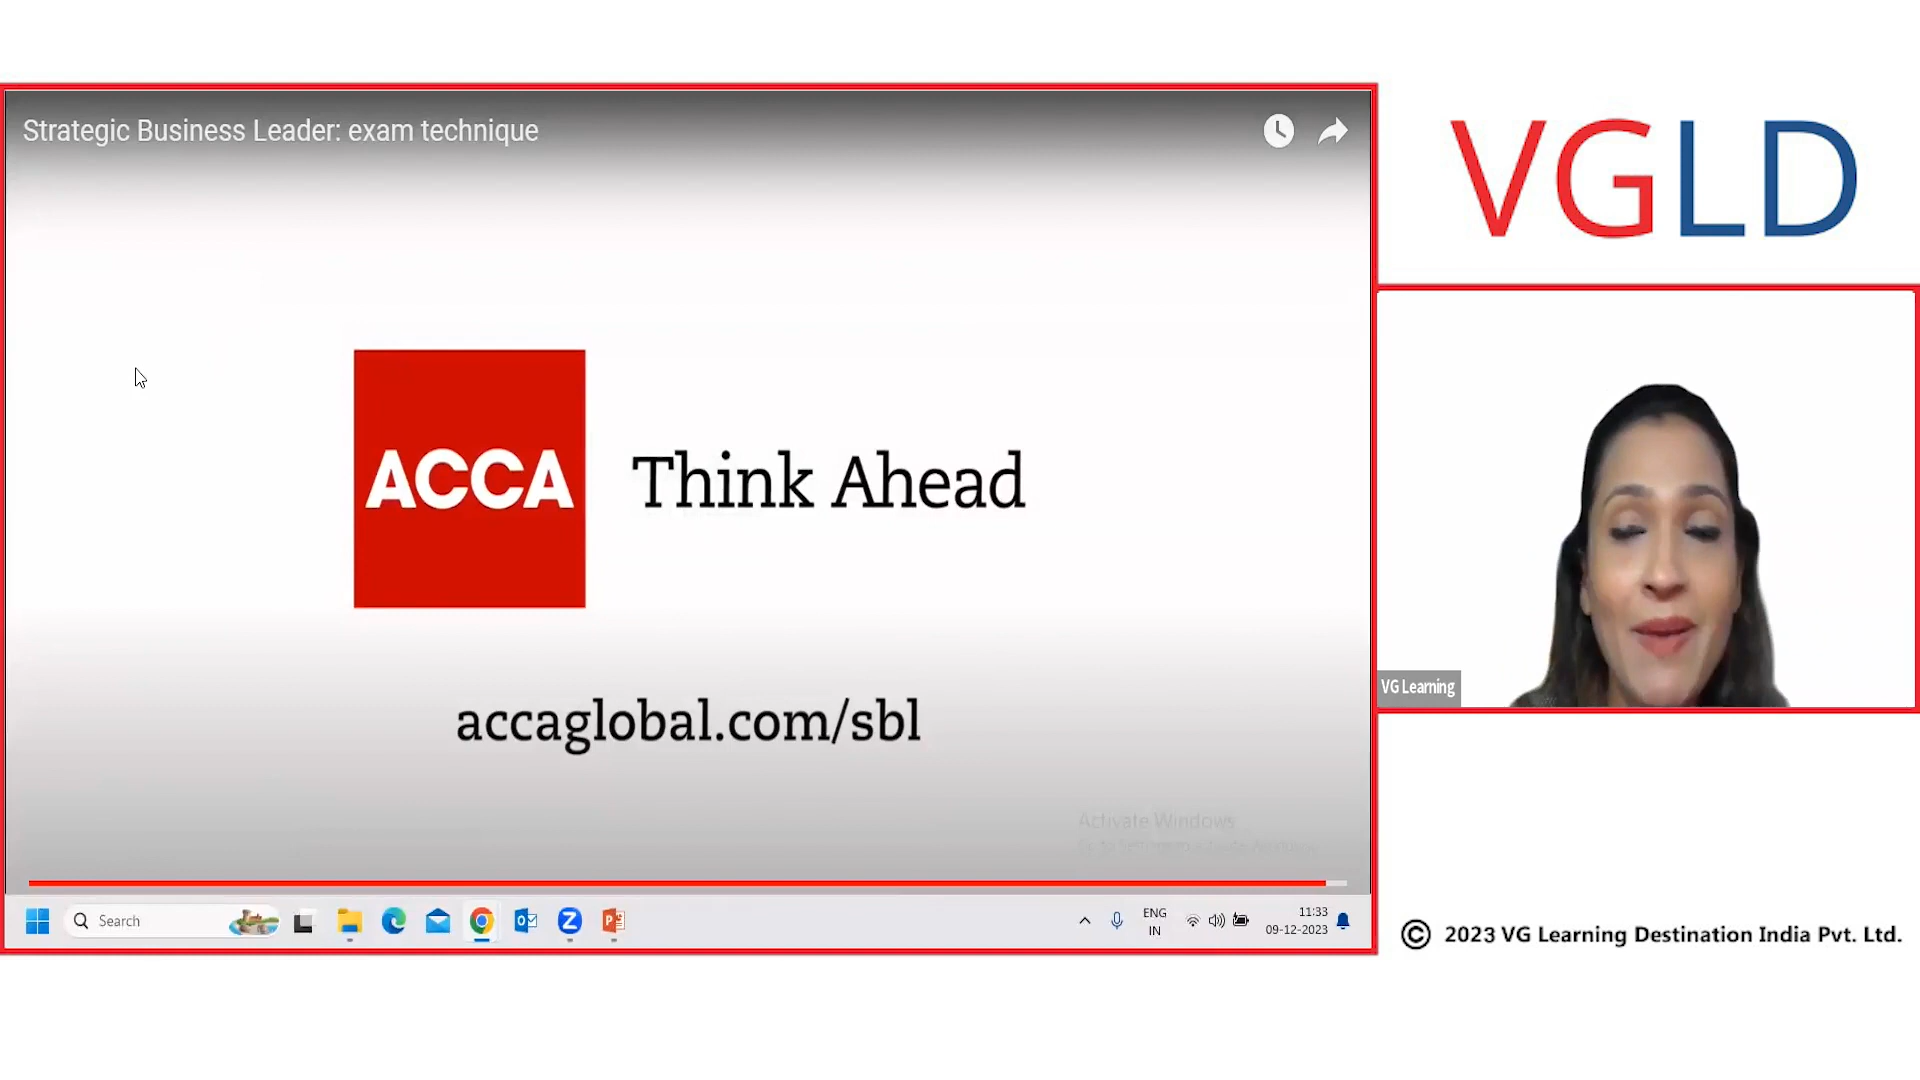 Strategic Business Leader: exam technique
VGLD
ACCA
Think Ahead
accaglobal.com/sbl
VG Learning
Activate Windows
Search
ENG
IN
11:33
09-12-2023
© 2023 VG Learning Destination India Pvt. Ltd.